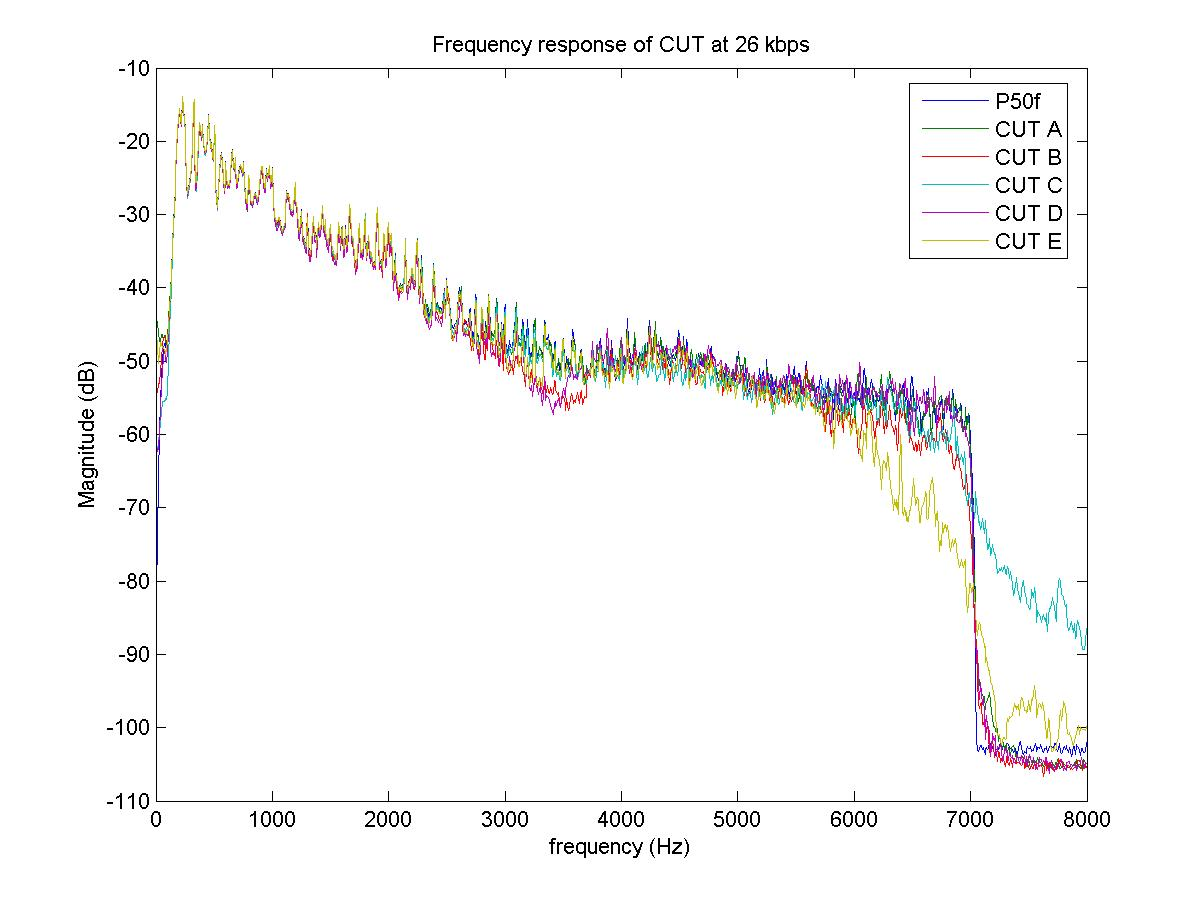 Frequency response of CUT at 26 kbps
-10
-20
-30
-40
-50
-60
-70
-80
-90
-100
-110
Magnitude (dB)
P50f
CUT A
CUT B
CUT C
CUT D
CUT E
0 1000 2000 3000 4000 5000 6000 7000 8000
frequency (Hz)